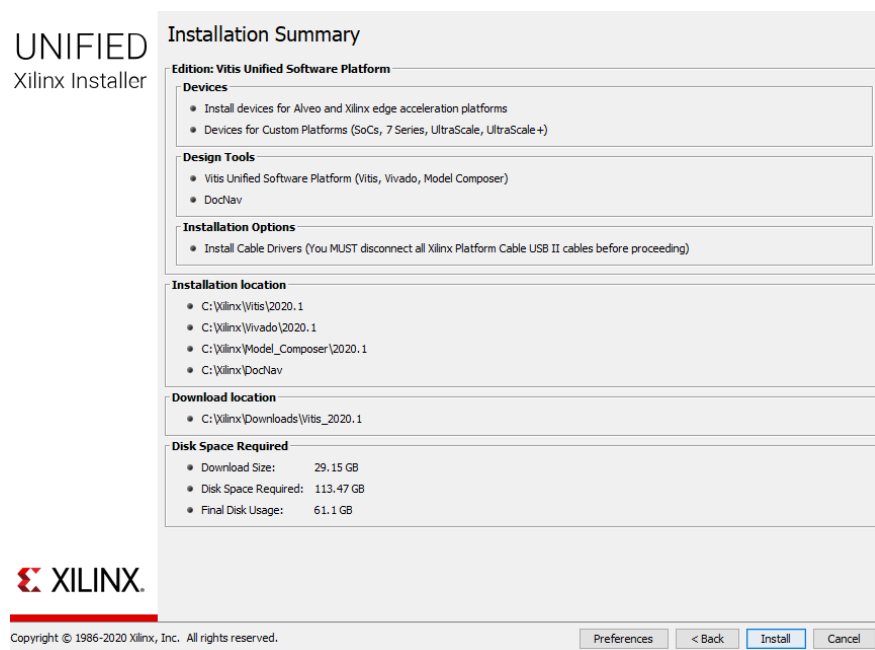 UNIFIED
Xilinx Installer
Installation Summary
Edition: Vitis Unified Software Platform
Devices
Install devices for Alveo and Xilinx edge acceleration platforms
Devices for Custom Platforms (SoCs, 7 Series, UltraScale, UltraScale+)
Design Tools
Vitis Unified Software Platform (Vitis, Vivado, Model Composer)
DocNav
Installation Options
Install Cable Drivers (You MUST disconnect all Xilinx Platform Cable USB II cables before proceeding)
Installation location
C:\Xilinx\Vitis\2020.1
C:\Xilinx\Vivado\2020.1
C:\Xilinx\Model_Composer\2020.1
C:\Xilinx\DocNav
Download location
C:\Xilinx\Downloads\Vitis_2020.1
Disk Space Required
Download Size: 29.15 GB
Disk Space Required: 113.47 GB
Final Disk Usage: 61.1 GB
XILINX.
Copyright © 1986-2020 Xilinx, Inc. All rights reserved.
Preferences < Back Install Cancel